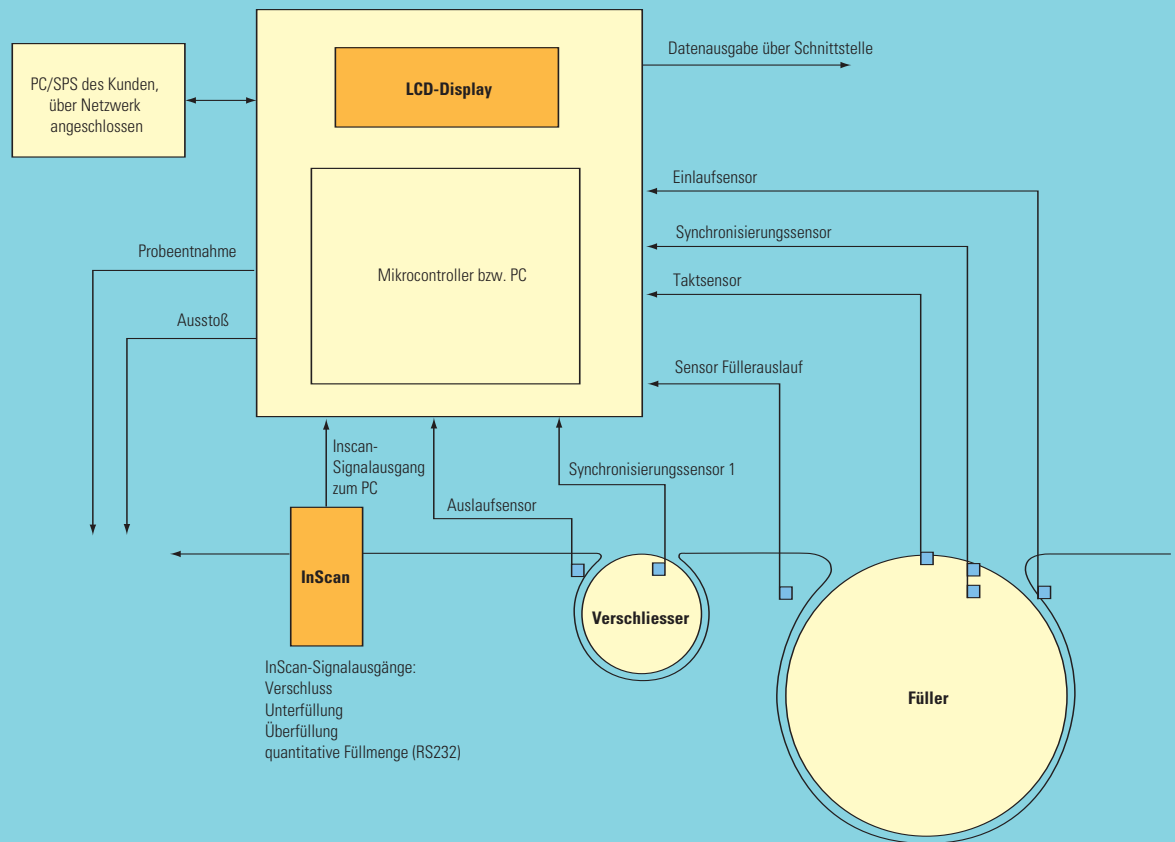 PC/SPS des Kunden,
über Netzwerk
angeschlossen
LCD-Display
Datenausgabe über Schnittstelle
Mikrocontroller bzw. PC
Einlaufsensor
Synchronisierungssensor
Taktsensor
Sensor Füllerauslauf
Probeentnahme
Ausstoß
Inscan-
Signalausgang
zum PC
Auslaufsensor
Synchronisierungssensor 1
InScan
Verschliesser
Füller
InScan-Signalausgänge:
Verschluss
Unterfüllung
Überfüllung
quantitative Füllmenge (RS232)